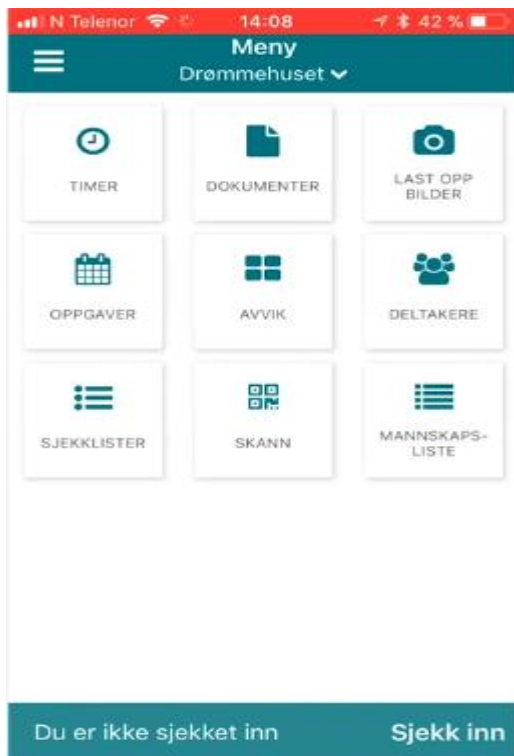 N Telenor 14:08 42 %
Meny
Drømmehuset
TIMER
DOKUMENTER
LAST OPP
BILDER
OPPGAVER
AVVIK
DELTAKERE
SJEKKLISTER
SKANN
MANNSKAPS-
LISTE
Du er ikke sjekket inn
Sjekk inn